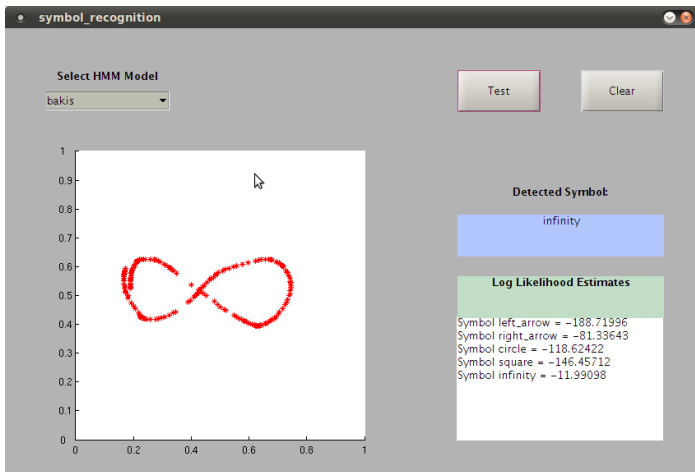 symbol_recognition
Select HMM Model
bakis
Test
Clear
1
0.9
0.8
0.7
0.6
0.5
0.4
0.3
0.2
0.1
0
0 0.2 0.4 0.6 0.8 1
Detected Symbol:
infinity
Log Likelihood Estimates
Symbol left_arrow = −188.71996
Symbol right_arrow = −81.33643
Symbol circle = −118.62422
Symbol square = −146.45712
Symbol infinity = −11.99098